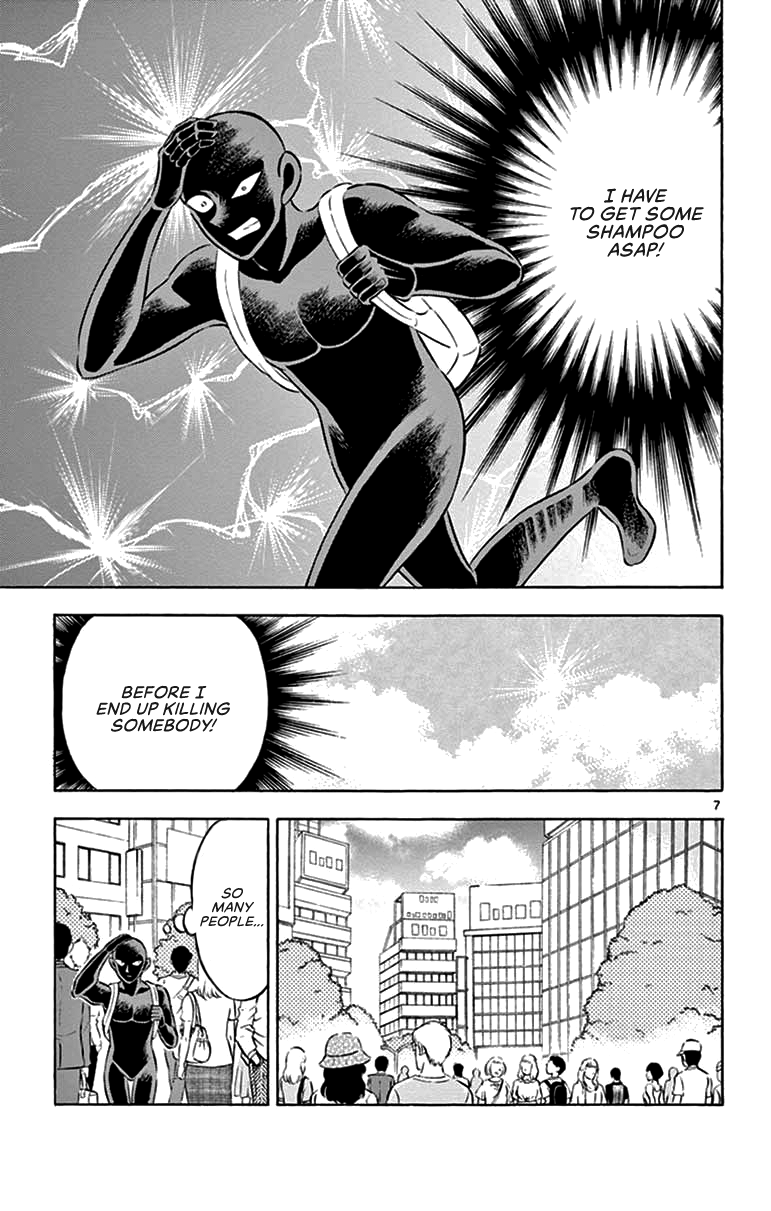 I HAVE
TO GET SOME
SHAMPOO
ASAP!
BEFORE I
END UP KILLING
SOMEBODY!
7
SO
MANY
PEOPLE...